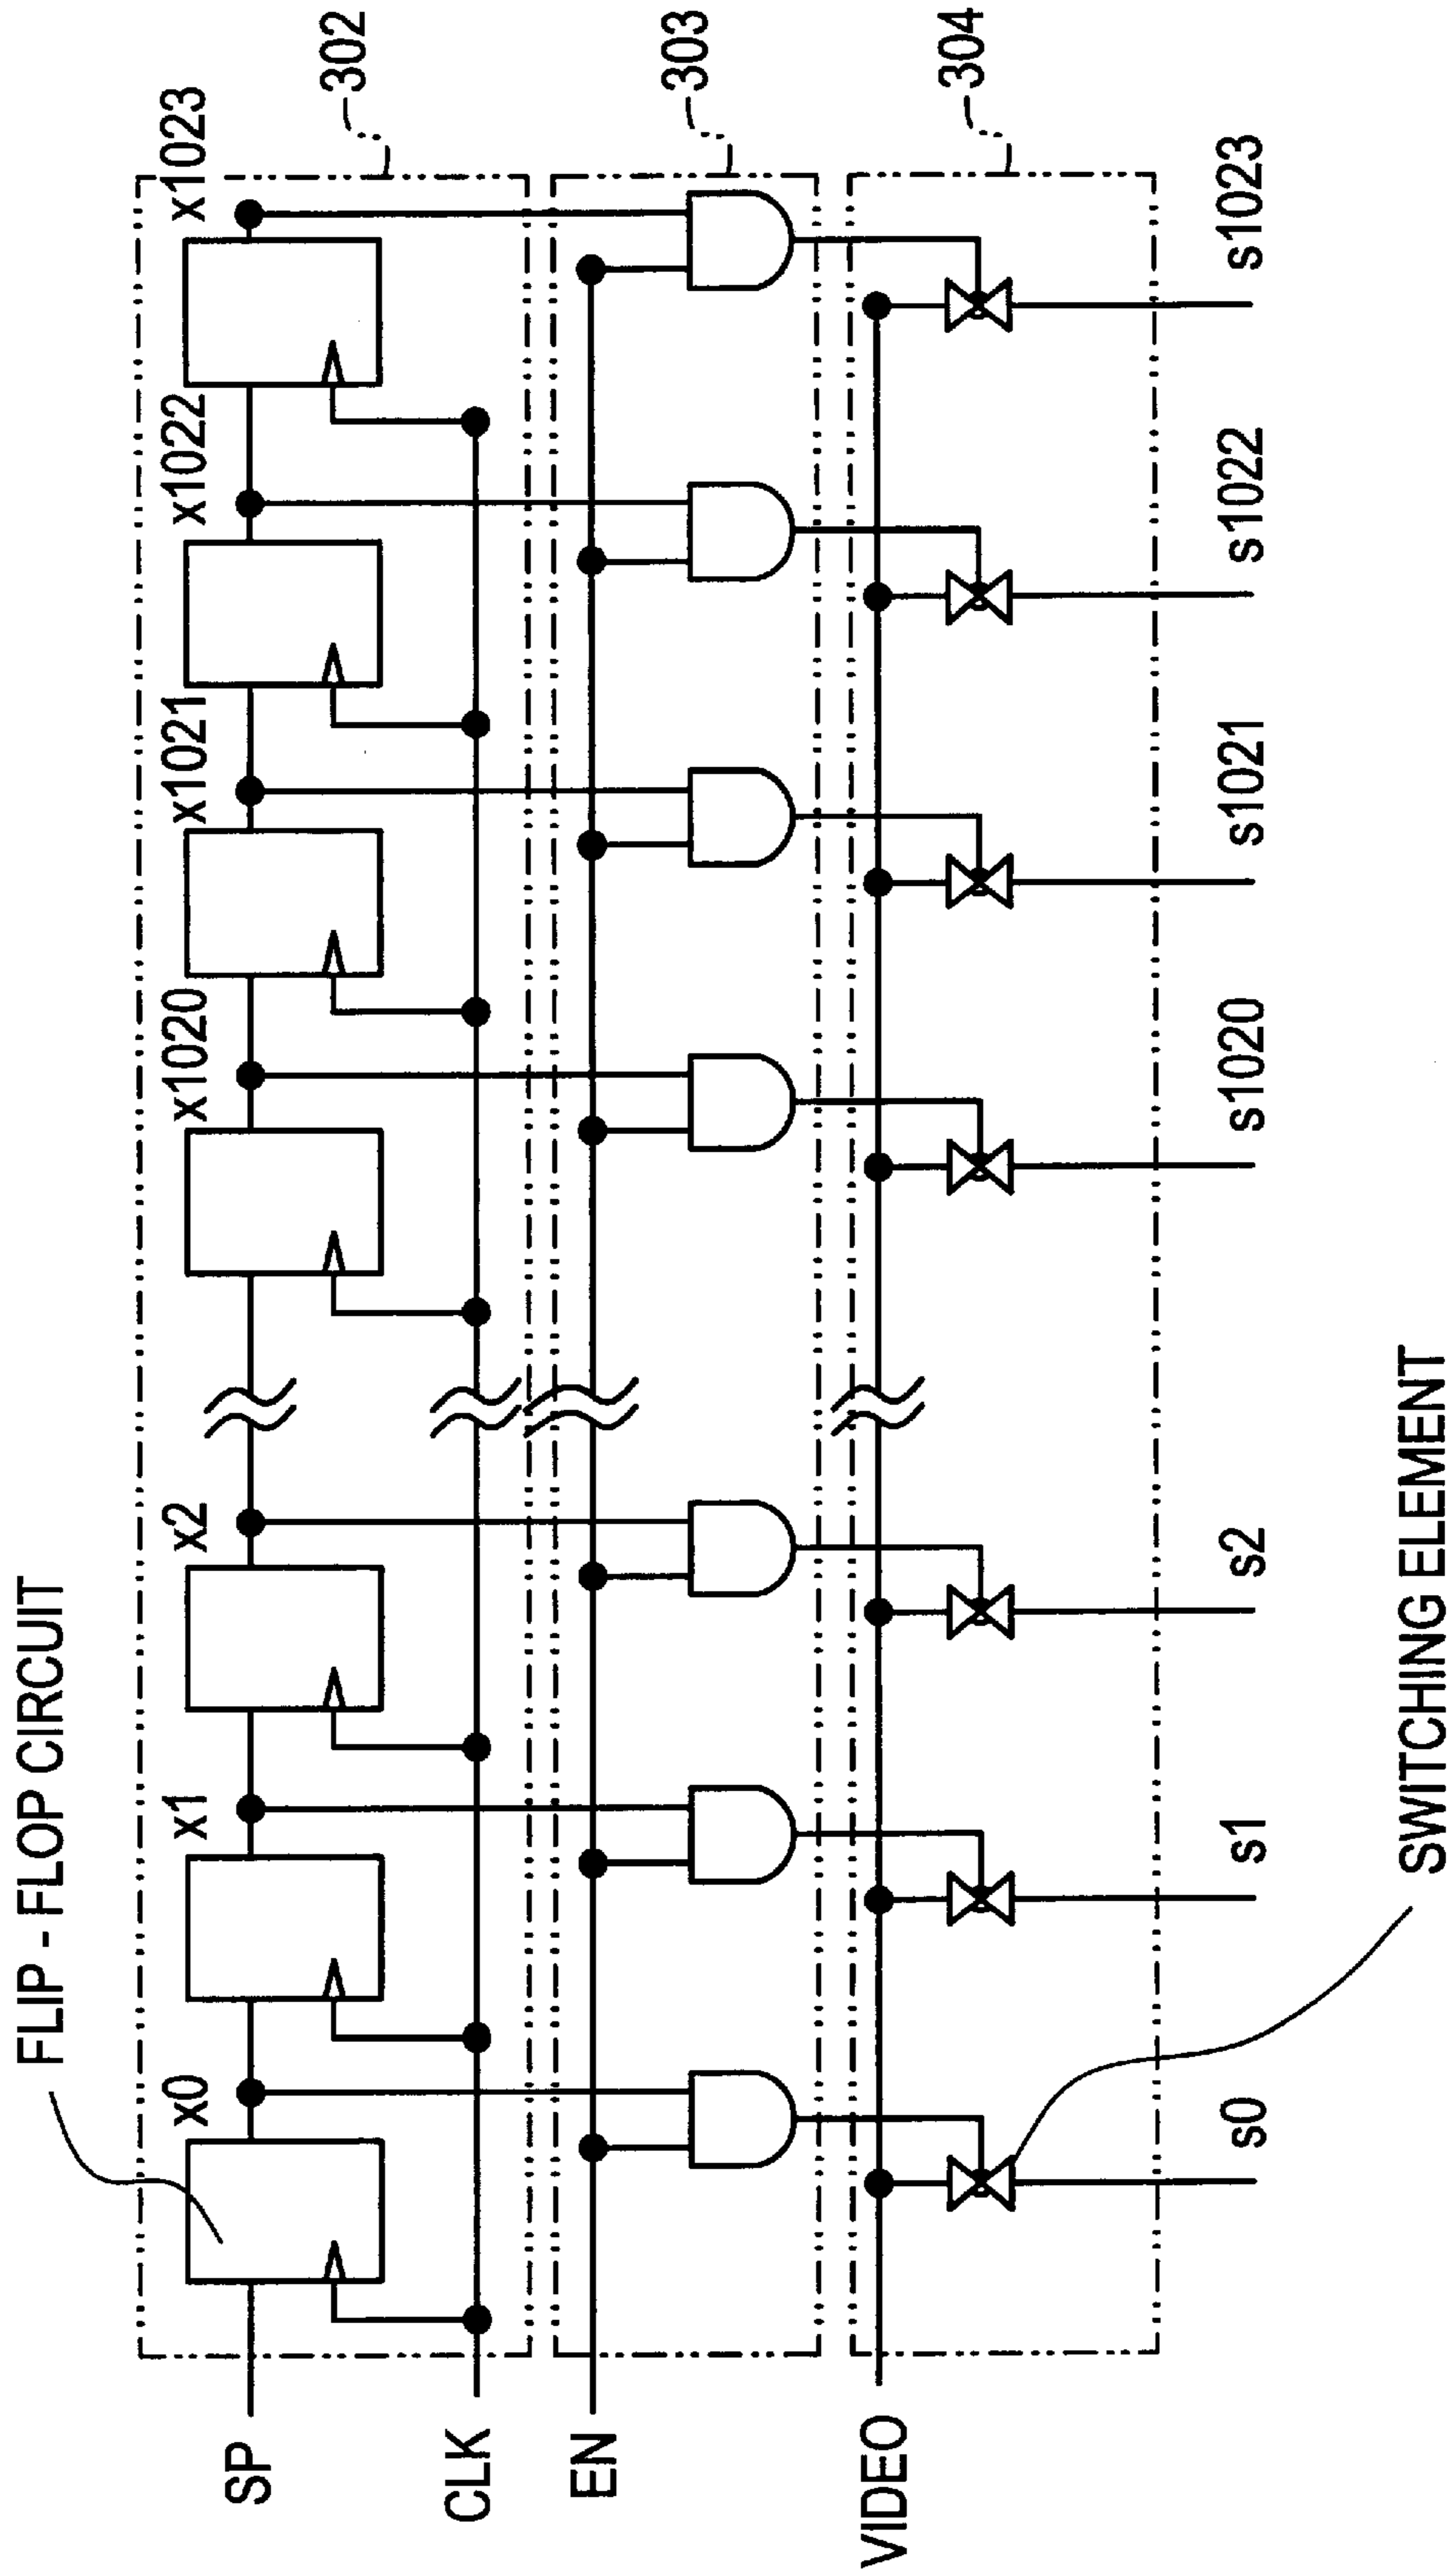 FLIP - FLOP CIRCUIT
x0
x1
x2
x1020
x1021
x1022
x1023
302
SP
CLK
303
EN
304
VIDEO
s0
s1
s2
s1020
s1021
s1022
s1023
SWITCHING ELEMENT